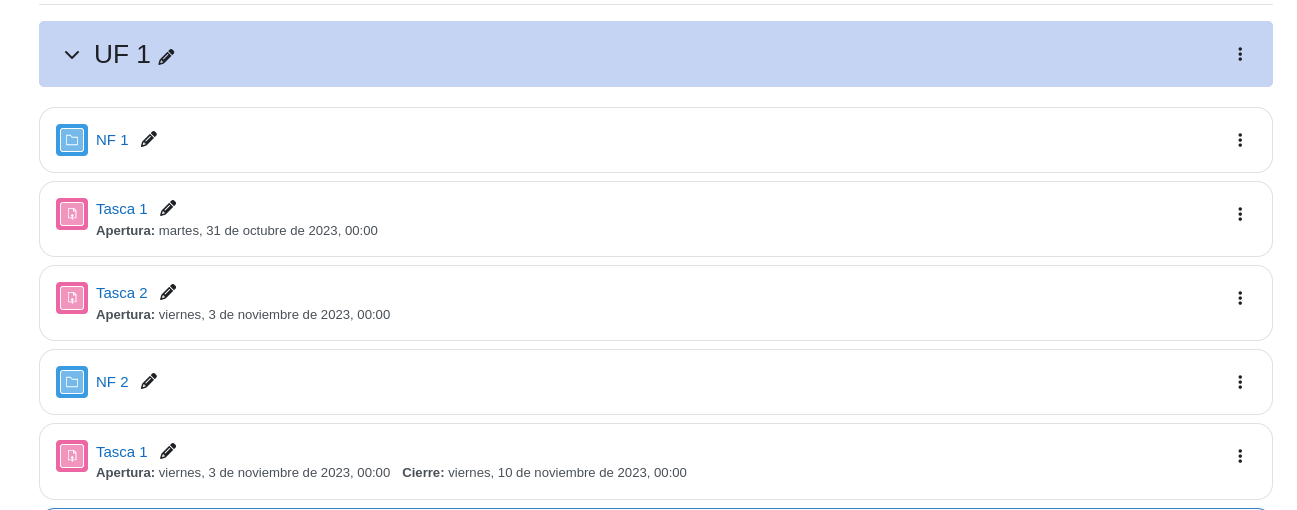 UF 1
NF 1
Tasca 1
Apertura: martes, 31 de octubre de 2023, 00:00
Tasca 2
Apertura: viernes, 3 de noviembre de 2023, 00:00
NF 2
Tasca 1
Apertura: viernes, 3 de noviembre de 2023, 00:00 Cierre: viernes, 10 de noviembre de 2023, 00:00